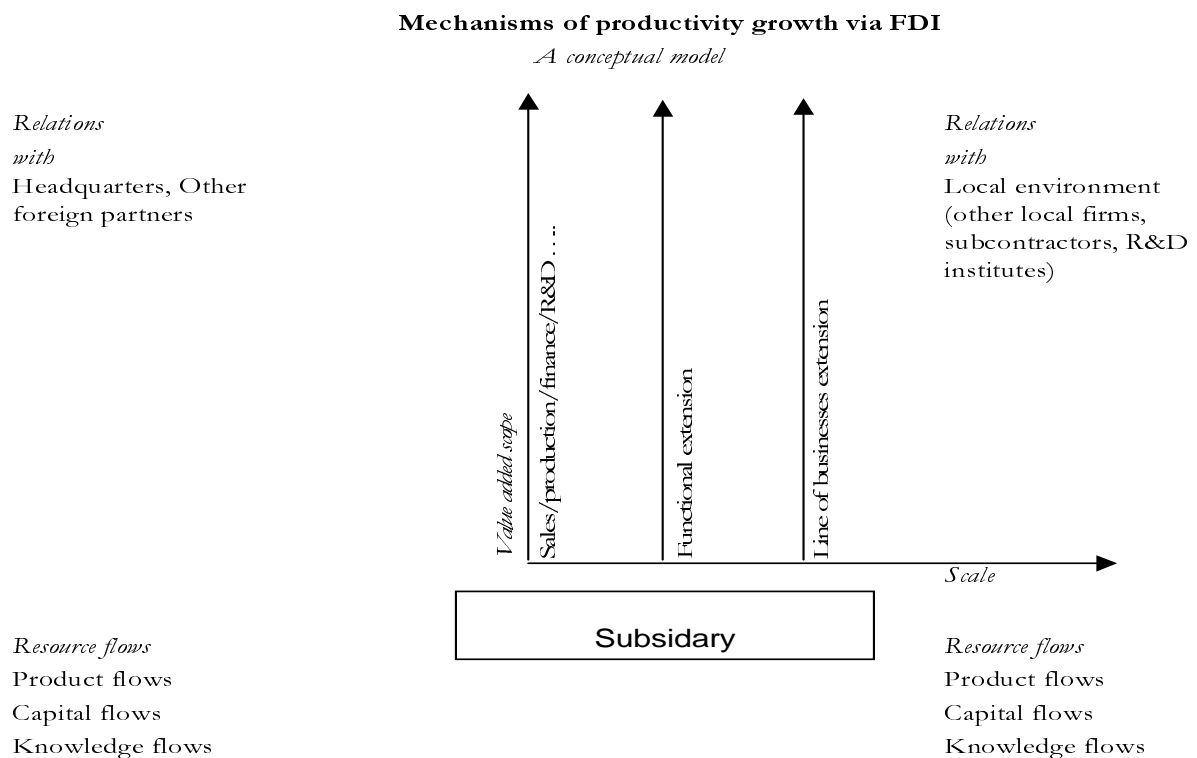 Mechanisms of productivity growth via FDI
A conceptual model
Relations
with
Headquarters, Other
foreign partners
Relations
with
Local environment
(other local firms,
subcontractors, R&D
institutes)
Value added scope
Sales/production/finance/R&D…..
Functional extension
Line of businesses extension
Scale
Subsidary
Resource flows
Product flows
Capital flows
Knowledge flows
Resource flows
Product flows
Capital flows
Knowledge flows